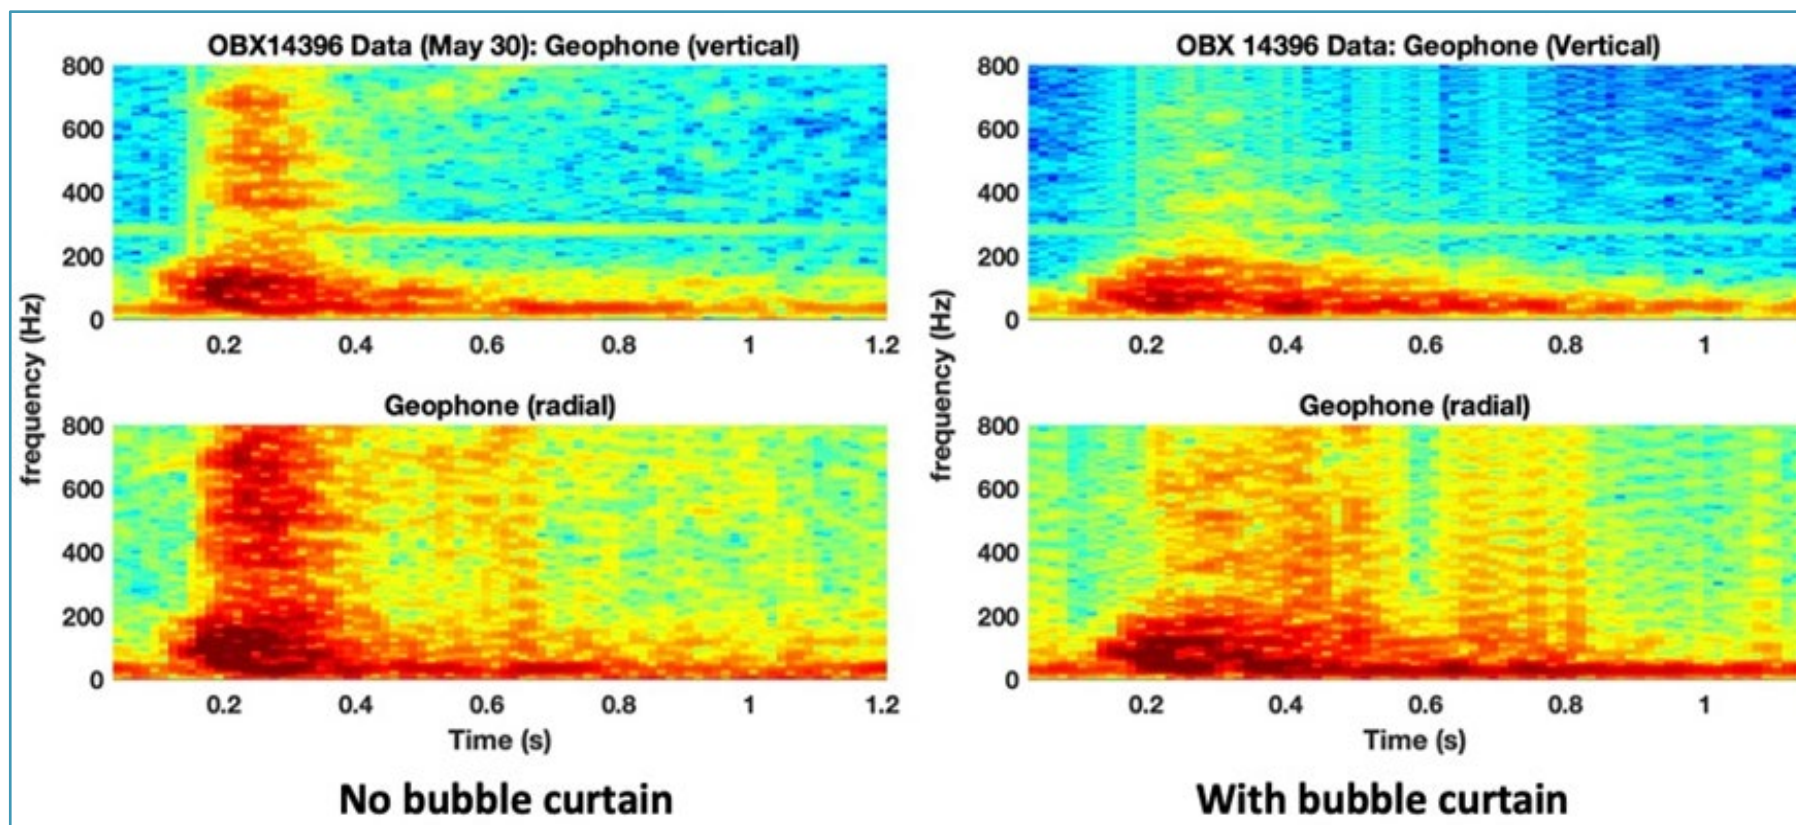 OBX14396 Data (May 30): Geophone (vertical)
800
600
400
200
0
0.2 0.4 0.6 0.8 1 1.2
frequency (Hz)
Geophone (radial)
800
600
400
200
0
0.2 0.4 0.6 0.8 1 1.2
Time (s)
No bubble curtain
OBX 14396 Data: Geophone (Vertical)
800
600
400
200
0
0.2 0.4 0.6 0.8 1
frequency (Hz)
Geophone (radial)
800
600
400
200
0
0.2 0.4 0.6 0.8 1
Time (s)
With bubble curtain